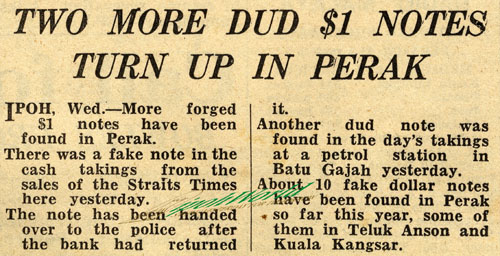 TWO MORE DUD $1 NOTES
TURN UP IN PERAK
IPOH, Wed.—More forged
$1 notes have been
found in Perak.
There was a fake note in the
cash takings from the
sales of the Straits Times
here yesterday.
The note has been handed
over to the police after
the bank had returned
it.
Another dud note was
found in the day's takings
at a petrol station in
Batu Gajah yesterday.
About 10 fake dollar notes
have been found in Perak
so far this year, some of
them in Teluk Anson and
Kuala Kangsar.